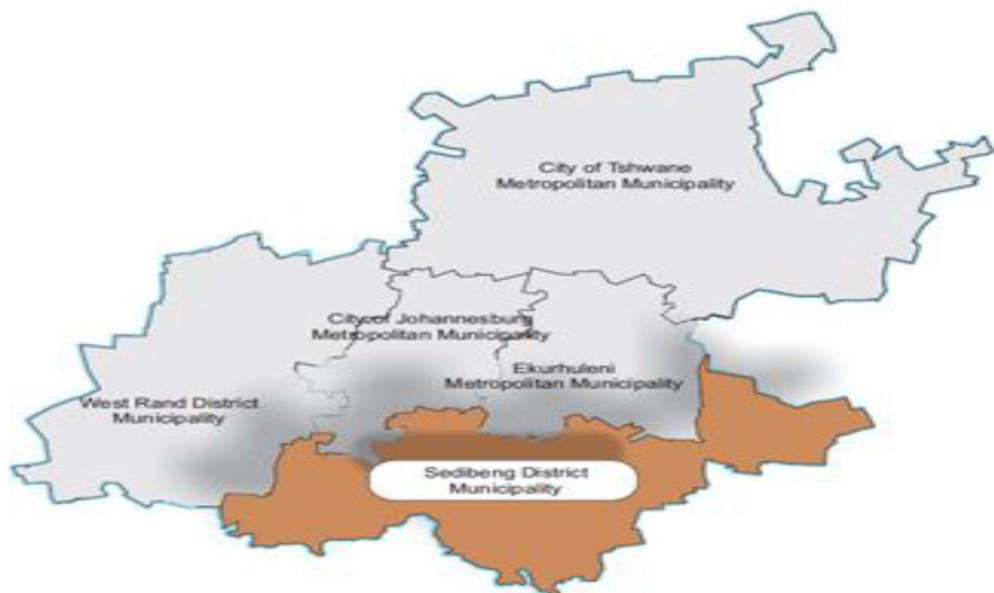 City of Tshwane
Metropolitan Municipality
City of Johannesburg
Metropolitan Municipality
Ekurhuleni
Metropolitan Municipality
West Rand District
Municipality
Sedibeng District
Municipality